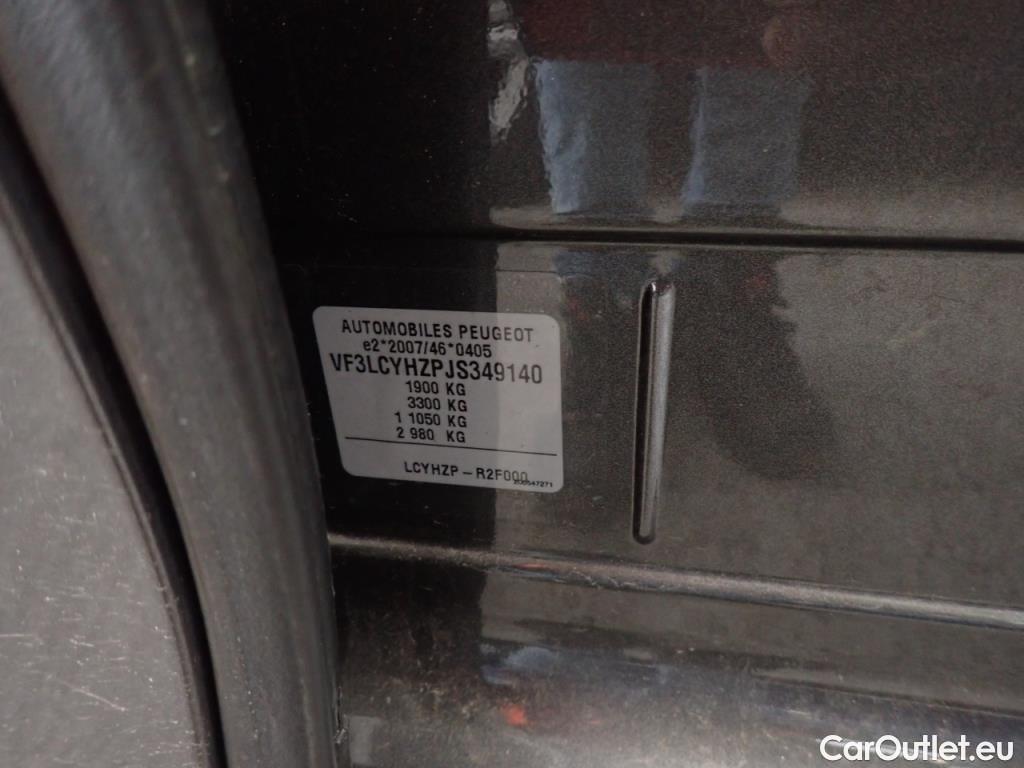 AUTOMOBILES PEUGEOT
e2*2007/46*0405
VF3LCYHZPJS349140
1900 KG
3300 KG
1 1050 KG
2 980 KG
LCYHZP - R2F000
CarOutlet.eu